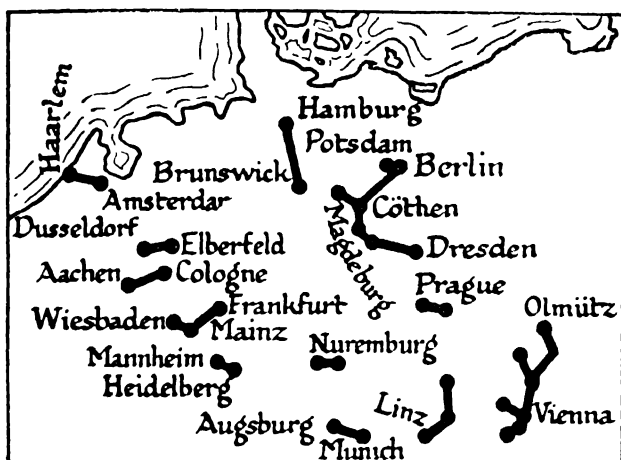 Haarlem
Hamburg
Potsdam
Berlin
Brunswick
Amsterdar
Cöthen
Magdeburg
Dusseldorf
Elberfeld
Dresden
Aachen
Cologne
Prague
Frankfurt
Olmütz
Wiesbaden
Mainz
Nuremburg
Mannheim
Heidelberg
Linz
Vienna
Augsburg
Munich